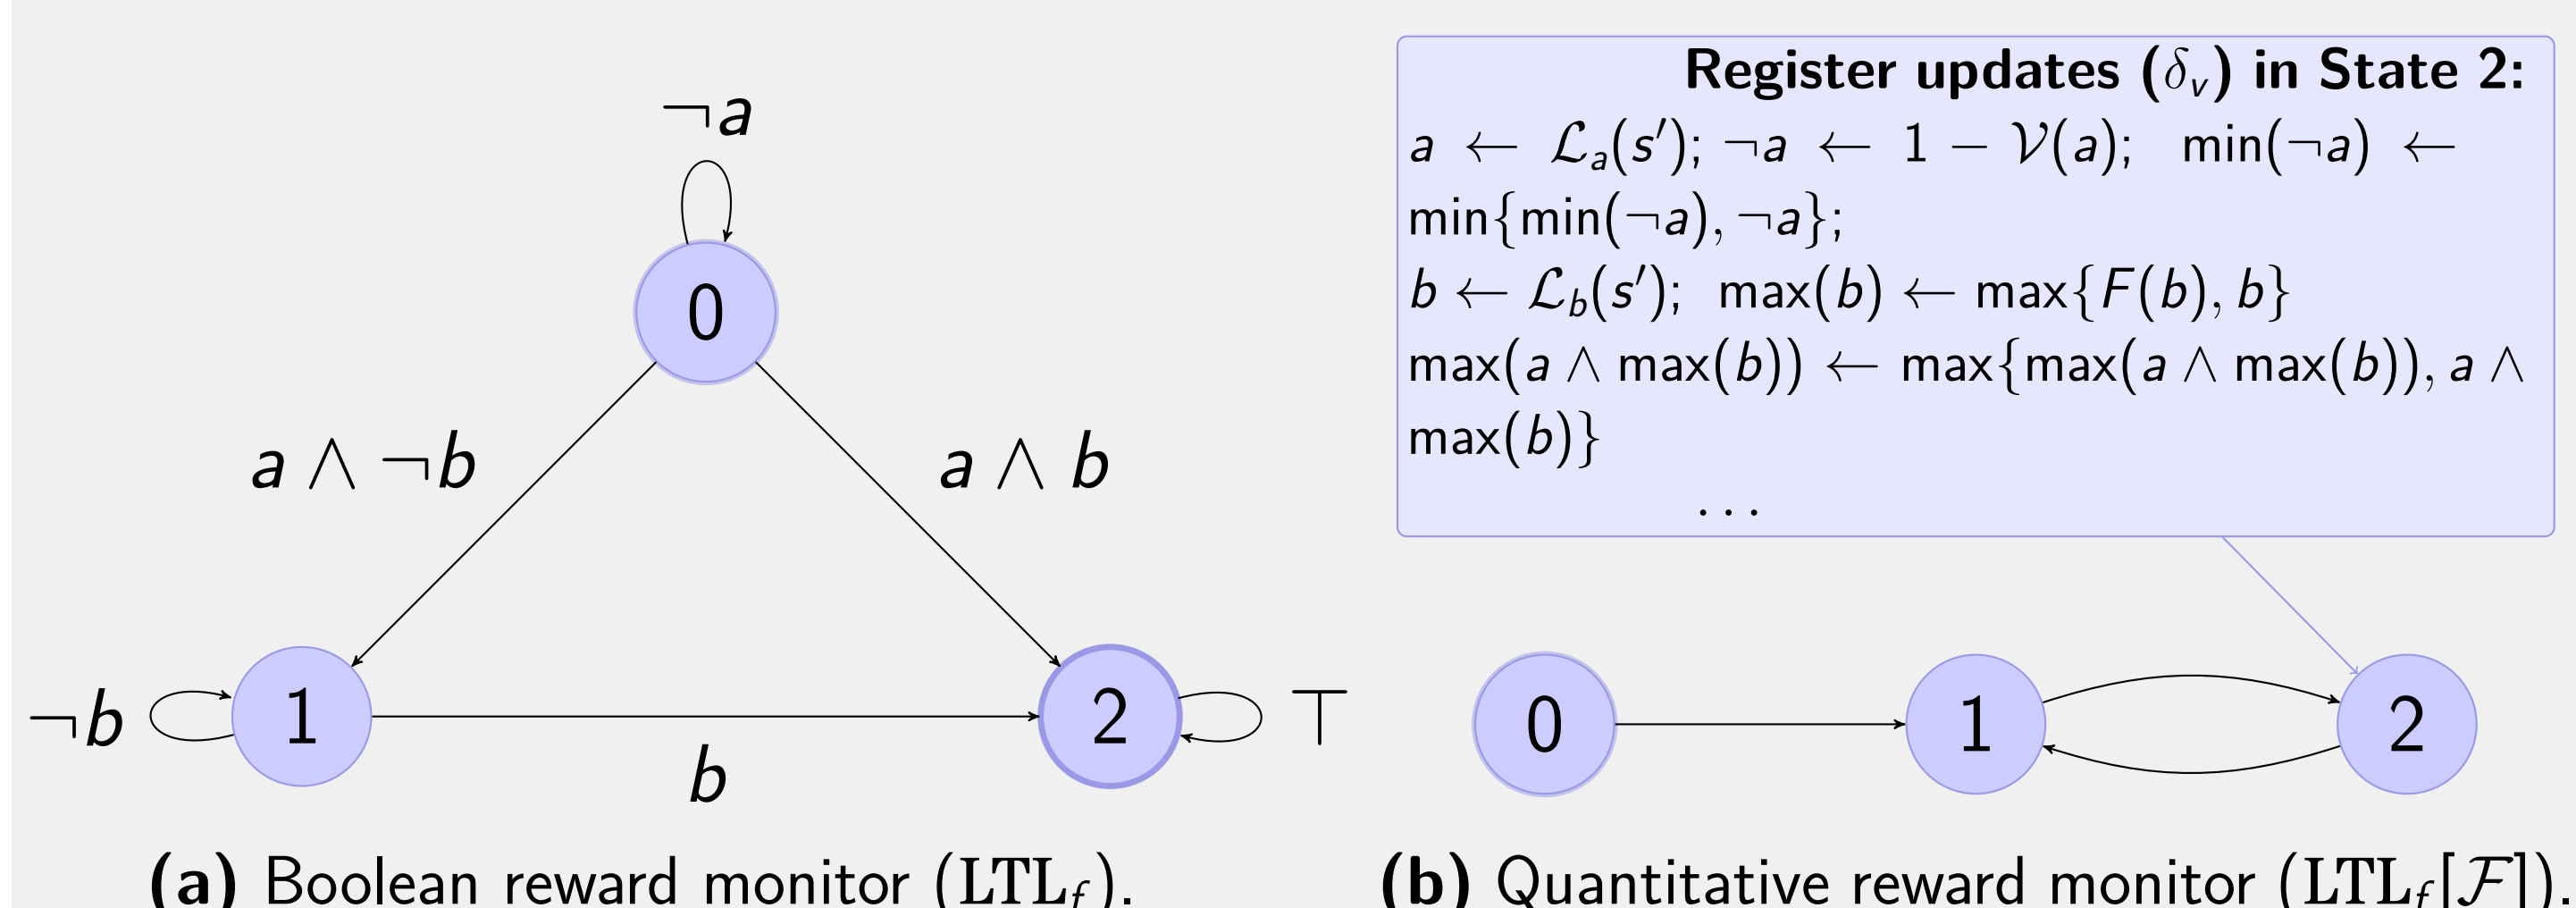 ¬a
0
a ∧ ¬b
a ∧ b
¬b
1
b
2
⊤
(a) Boolean reward monitor (LTL_f).
Register updates (δ_v) in State 2:
a ← ℒ_a(s′); ¬a ← 1 − 𝒱(a); min(¬a) ←
min{min(¬a), ¬a};
b ← ℒ_b(s′); max(b) ← max{F(b), b}
max(a ∧ max(b)) ← max{max(a ∧ max(b)), a ∧
max(b)}
...
0
1
2
(b) Quantitative reward monitor (LTL_f[ℱ]).